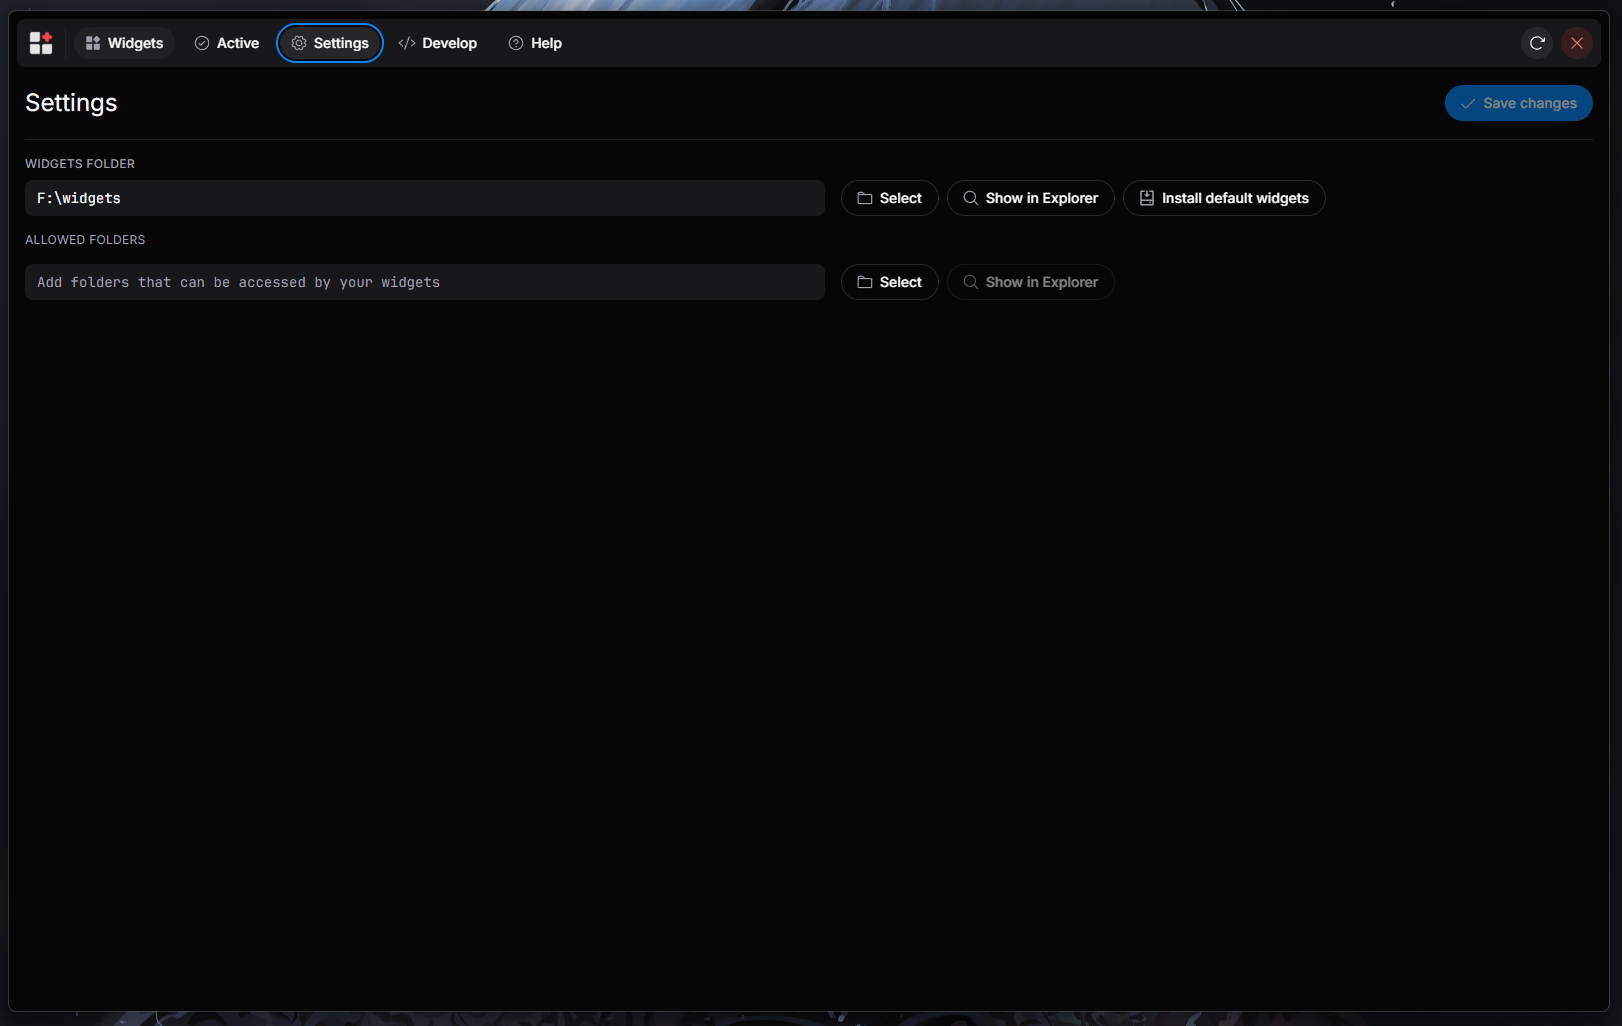 Widgets Active Settings Develop Help
Settings
Save changes
WIDGETS FOLDER
F:\widgets
Select Show in Explorer Install default widgets
ALLOWED FOLDERS
Add folders that can be accessed by your widgets
Select Show in Explorer